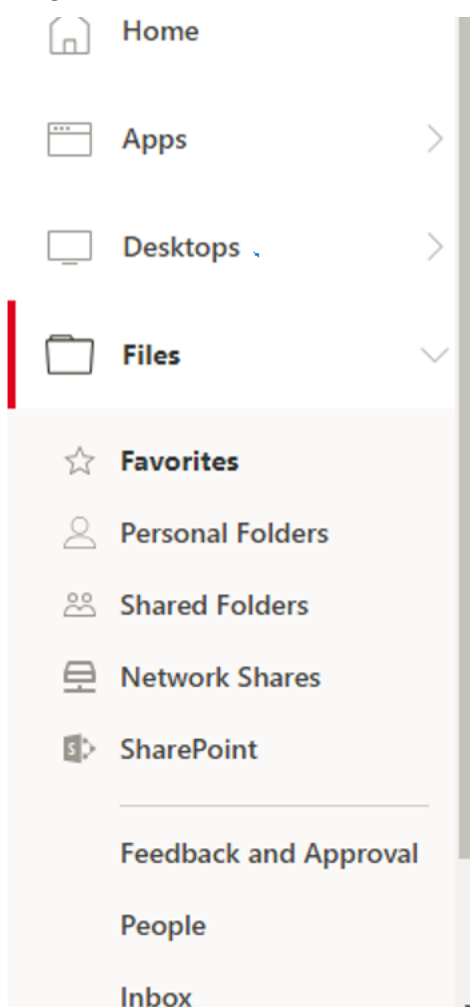 Home
Apps
Desktops
Files
Favorites
Personal Folders
Shared Folders
Network Shares
SharePoint
Feedback and Approval
People
Inbox